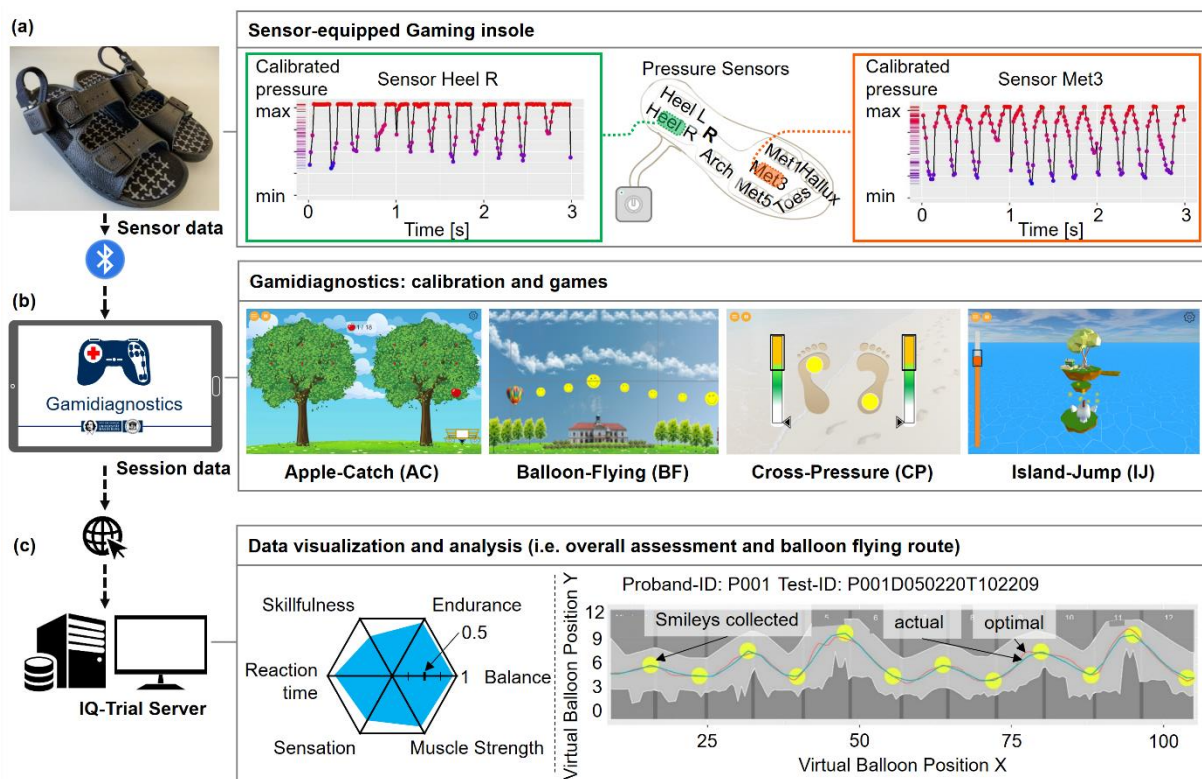 (a)
Sensor-equipped Gaming insole
Calibrated
pressure
Sensor Heel R
max
min
0
1
2
3
Time [s]
Pressure Sensors
Heel L
Heel R
R
Arch
Met1
Hallux
Met3
Met5
Toes
Calibrated
pressure
Sensor Met3
max
min
0
1
2
3
Time [s]
Sensor data
(b)
Gamidiagnostics: calibration and games
Gamidiagnostics
Apple-Catch (AC)
Balloon-Flying (BF)
Cross-Pressure (CP)
Island-Jump (IJ)
Session data
(c)
Data visualization and analysis (i.e. overall assessment and balloon flying route)
IQ-Trial Server
Skillfulness
Endurance
0.5
Reaction
time
1
Balance
Sensation
Muscle Strength
Proband-ID: P001 Test-ID: P001D050220T102209
Virtual Balloon Position Y
12
9
6
3
0
Smileys collected
actual
optimal
5
6
10
11
12
25
50
75
100
Virtual Balloon Position X